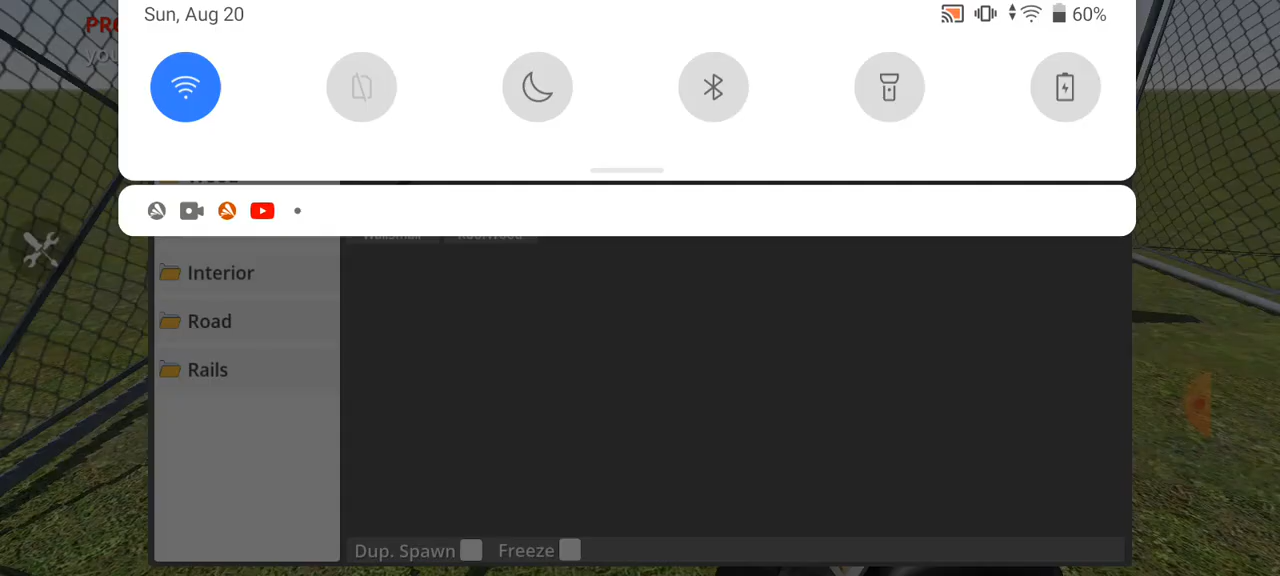 Sun, Aug 20
60%
Interior
Road
Rails
Dup. Spawn
Freeze